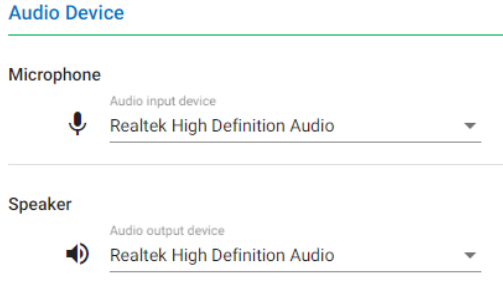 Audio Device
Microphone
Audio input device
Realtek High Definition Audio
Speaker
Audio output device
Realtek High Definition Audio